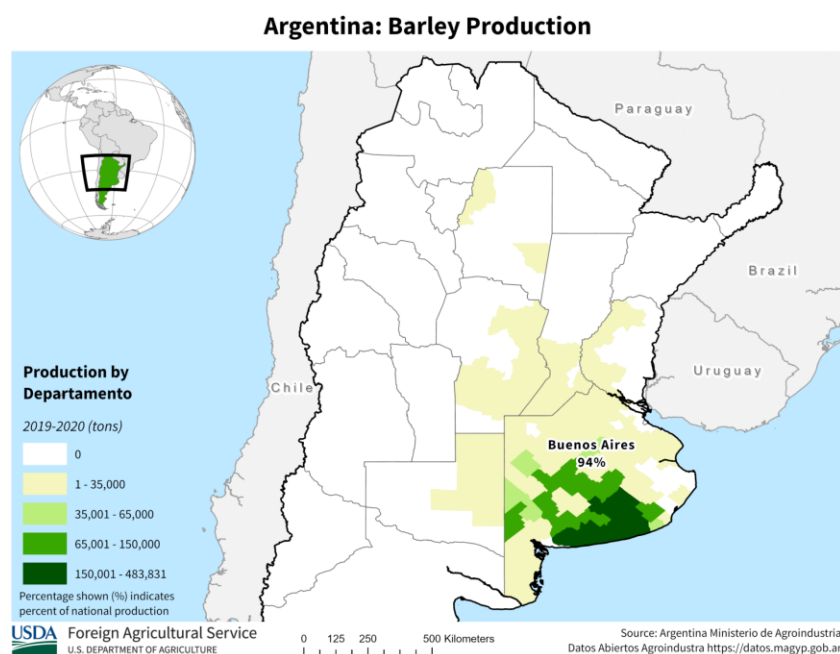 Argentina: Barley Production
Paraguay
Brazil
Chile
Uruguay
Buenos Aires
94%
Production by
Departamento
2019-2020 (tons)
0
1 - 35,000
35,001 - 65,000
65,001 - 150,000
150,001 - 483,831
Percentage shown (%) indicates
percent of national production
USDA Foreign Agricultural Service
U.S. DEPARTMENT OF AGRICULTURE
0 125 250 500 Kilometers
Source: Argentina Ministerio de Agroindustria
Datos Abiertos Agroindustra https://datos.magyp.gob.ar